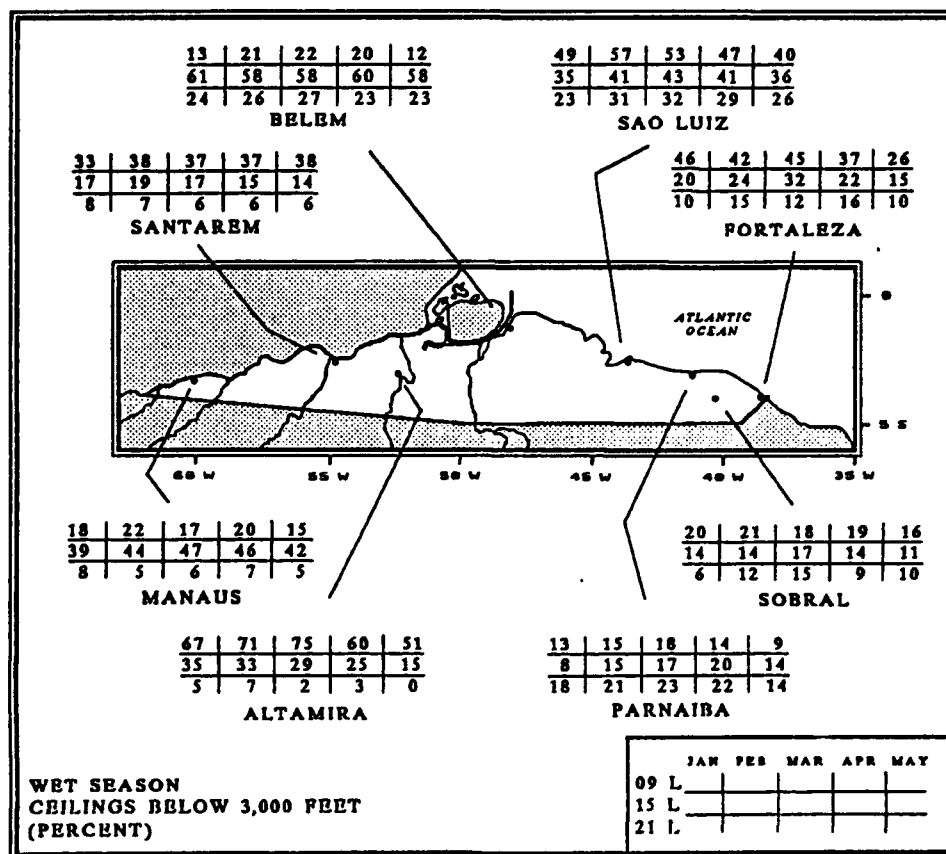 13 21 22 20 12
61 58 58 60 58
24 26 27 23 23
BELEM
49 57 53 47 40
35 41 43 41 36
23 31 32 29 26
SAO LUIZ
33 38 37 37 38
17 19 17 15 14
8 7 6 6 6
SANTAREM
46 42 45 37 26
20 24 32 22 15
10 15 12 16 10
FORTALEZA
ATLANTIC
OCEAN
0
5 S
60 W 55 W 50 W 45 W 40 W 35 W
18 22 17 20 15
39 44 47 46 42
8 5 6 7 5
MANAUS
20 21 18 19 16
14 14 17 14 11
6 12 15 9 10
SOBRAL
67 71 75 60 51
35 33 29 25 15
5 7 2 3 0
ALTAMIRA
13 15 18 14 9
8 15 17 20 14
18 21 23 22 14
PARNAIBA
WET SEASON
CEILINGS BELOW 3,000 FEET
(PERCENT)
JAN FEB MAR APR MAY
09 L
15 L
21 L